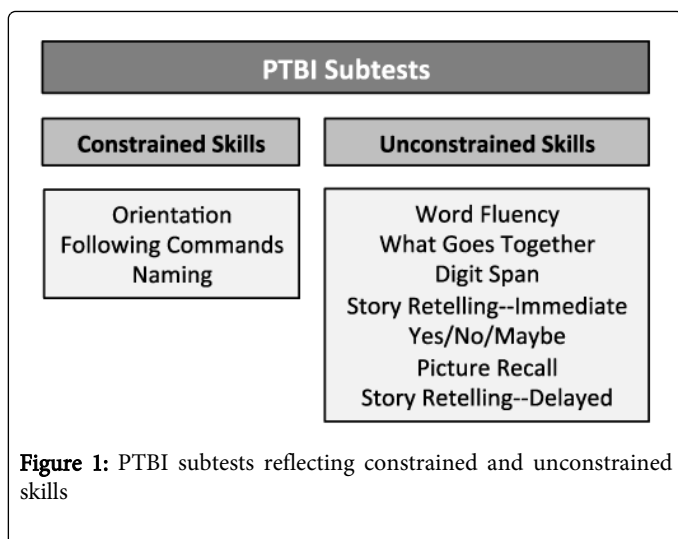 PTBI Subtests
Constrained Skills
Unconstrained Skills
Orientation
Following Commands
Naming
Word Fluency
What Goes Together
Digit Span
Story Retelling--Immediate
Yes/No/Maybe
Picture Recall
Story Retelling--Delayed
Figure 1: PTBI subtests reflecting constrained and unconstrained
skills